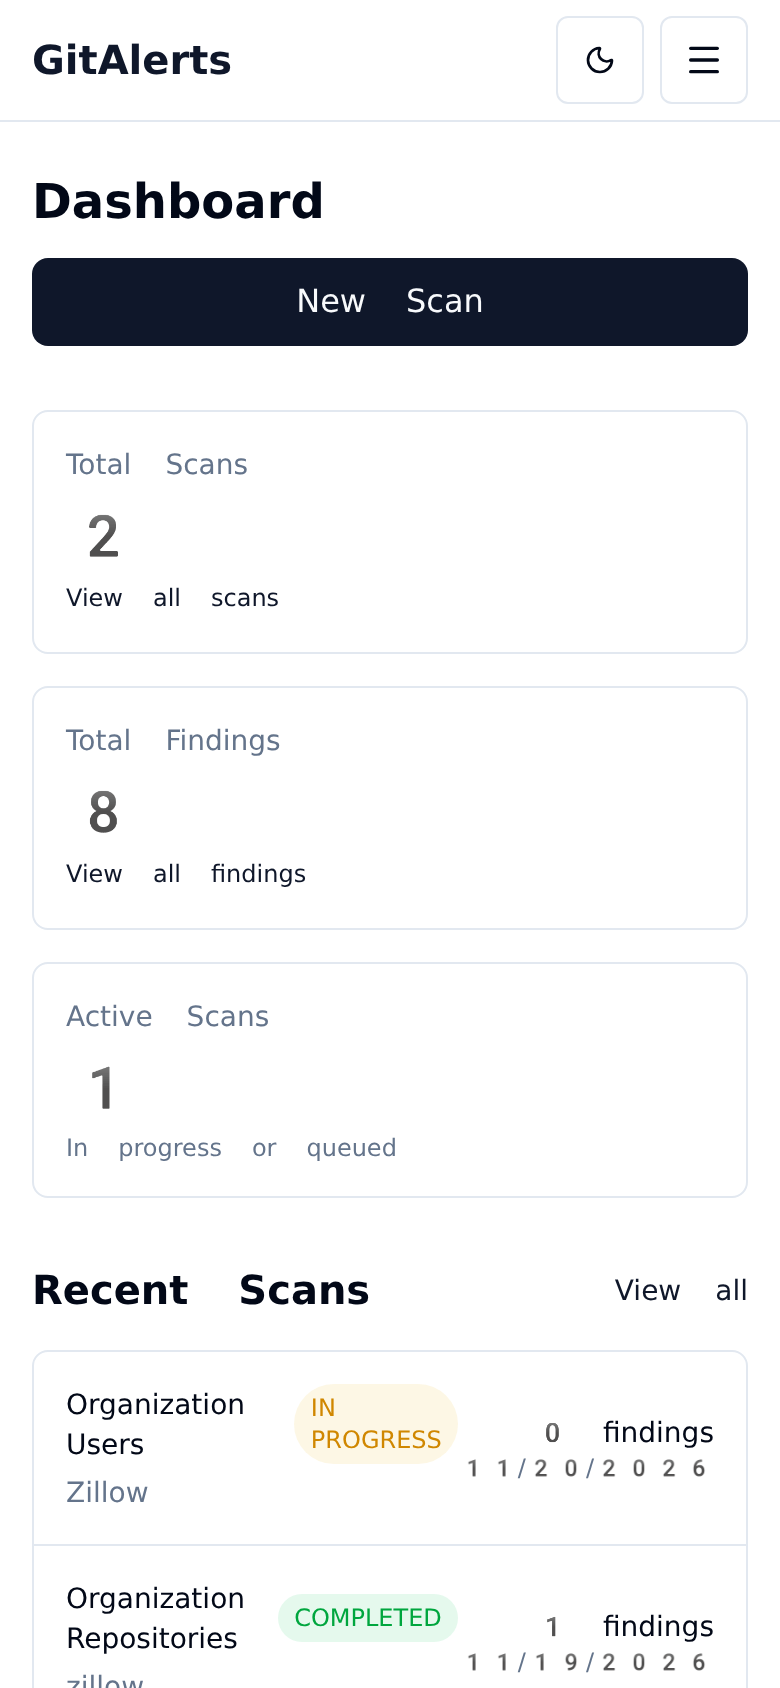 GitAlerts
Dashboard
New Scan
Total Scans
2
View all scans
Total Findings
8
View all findings
Active Scans
1
In progress or queued
Recent Scans
View all
Organization
Users
Zillow
IN
PROGRESS
0 findings
11/20/2026
Organization
Repositories
zillow
COMPLETED
1 findings
11/19/2026